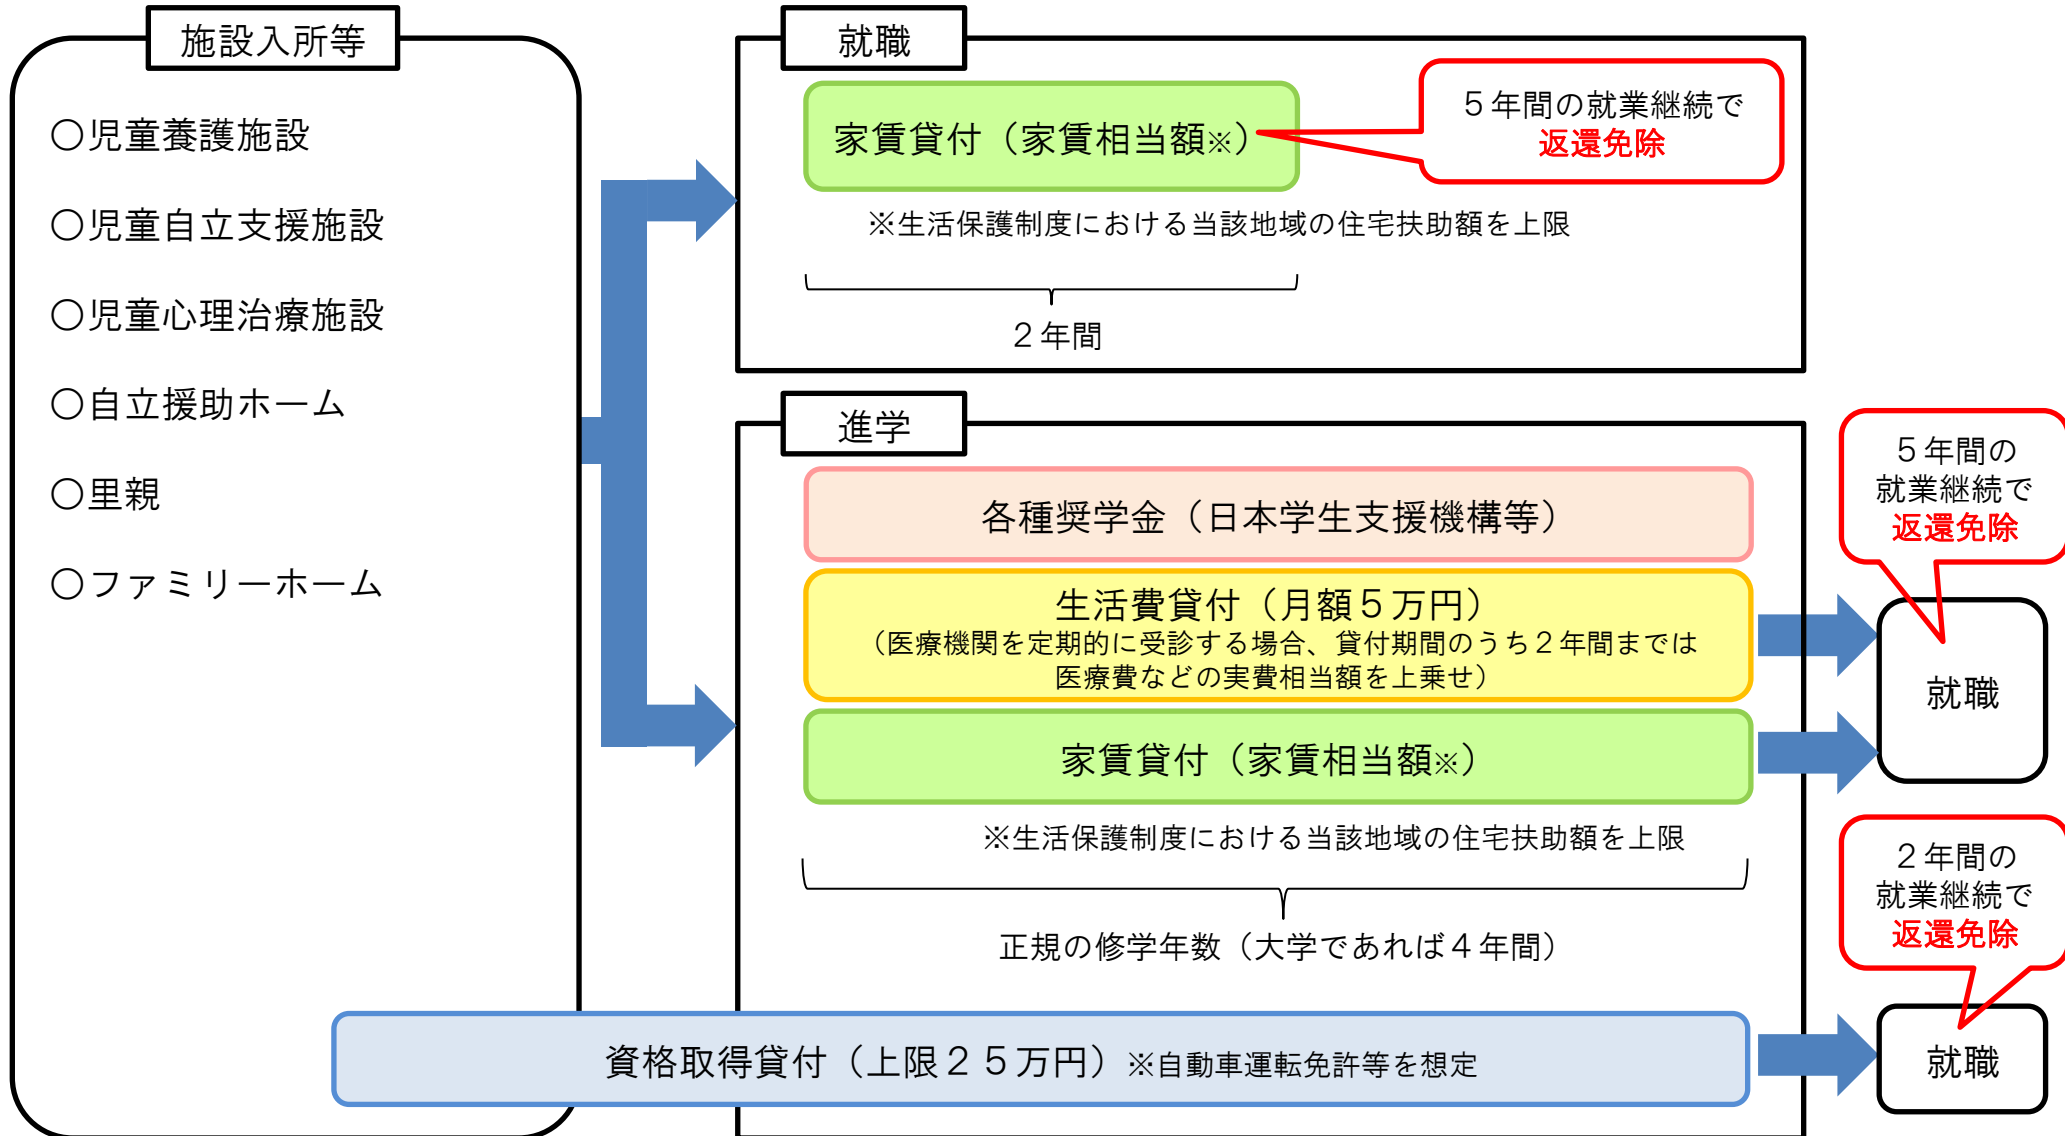 施設入所等
〇児童養護施設
〇児童自立支援施設
〇児童心理治療施設
〇自立援助ホーム
〇里親
〇ファミリーホーム
就職
家賃貸付（家賃相当額※）
５年間の就業継続で
返還免除
※生活保護制度における当該地域の住宅扶助額を上限
２年間
進学
各種奨学金（日本学生支援機構等）
生活費貸付（月額５万円）
（医療機関を定期的に受診する場合、貸付期間のうち２年間までは
医療費などの実費相当額を上乗せ）
家賃貸付（家賃相当額※）
※生活保護制度における当該地域の住宅扶助額を上限
正規の修学年数（大学であれば４年間）
５年間の
就業継続で
返還免除
就職
資格取得貸付（上限２５万円）※自動車運転免許等を想定
２年間の
就業継続で
返還免除
就職